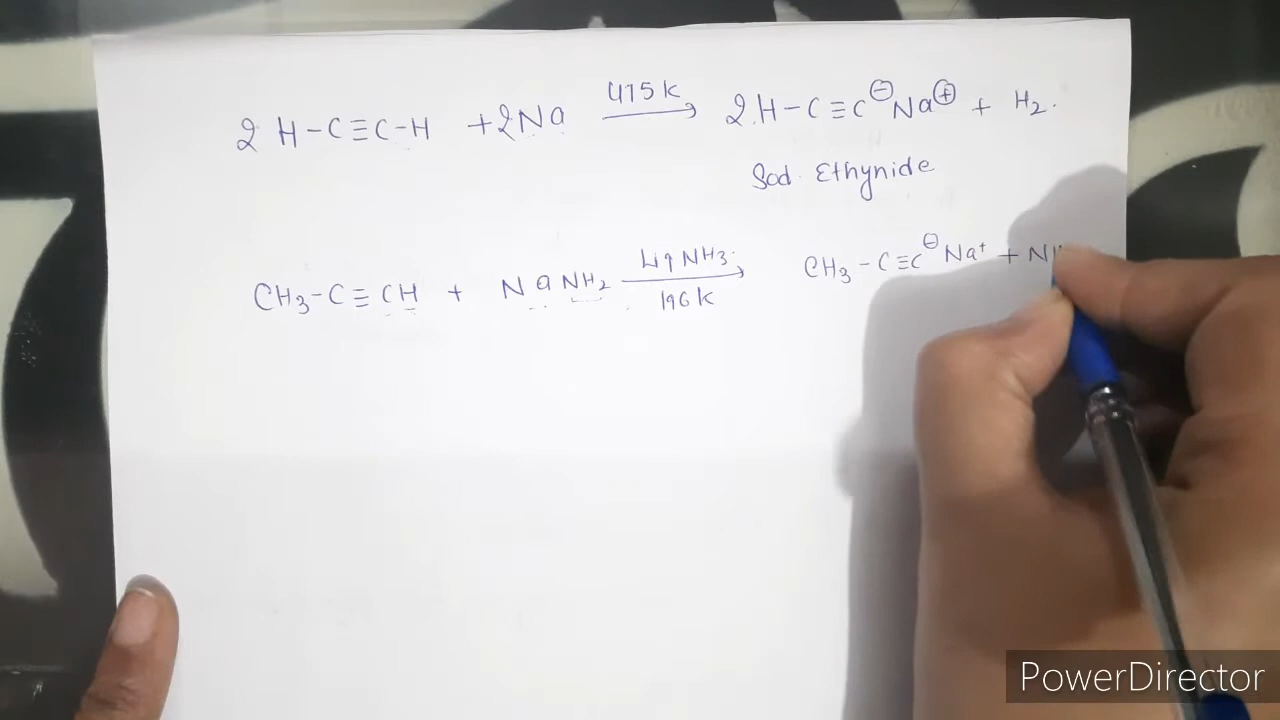 2 H-C≡C-H + 2Na 475 K → 2 H-C≡C⊖ Na⊕ + H₂.
Sod. Ethynide
CH₃-C≡CH + NaNH₂ Liq NH₃. → 196 K CH₃-C≡C⊖ Na⁺ + N
PowerDirector